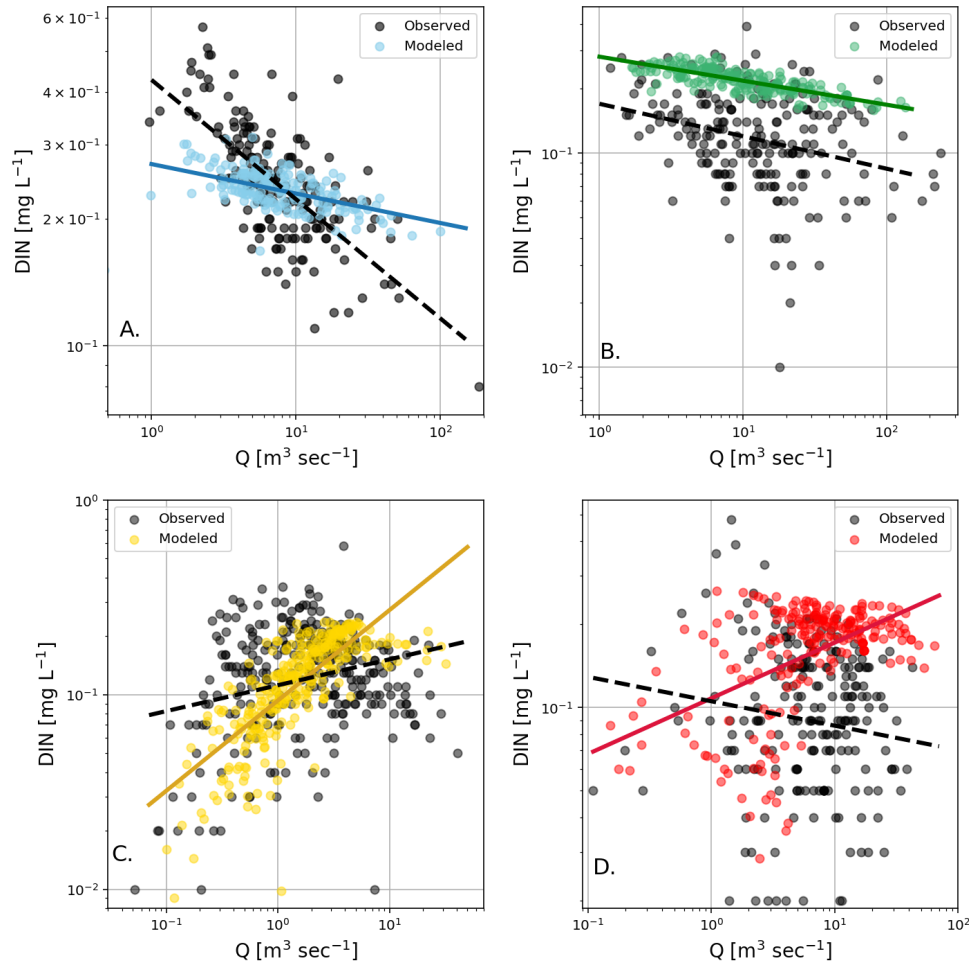 6 × 10⁻¹
4 × 10⁻¹
3 × 10⁻¹
2 × 10⁻¹
10⁻¹
DIN [mg L⁻¹]
Observed
Modeled
A.
10⁰
10¹
10²
Q [m³ sec⁻¹]
10⁻¹
10⁻²
DIN [mg L⁻¹]
Observed
Modeled
B.
10⁰
10¹
10²
Q [m³ sec⁻¹]
10⁰
10⁻¹
10⁻²
DIN [mg L⁻¹]
Observed
Modeled
C.
10⁻¹
10⁰
10¹
Q [m³ sec⁻¹]
10⁻¹
DIN [mg L⁻¹]
Observed
Modeled
D.
10⁻¹
10⁰
10¹
10²
Q [m³ sec⁻¹]